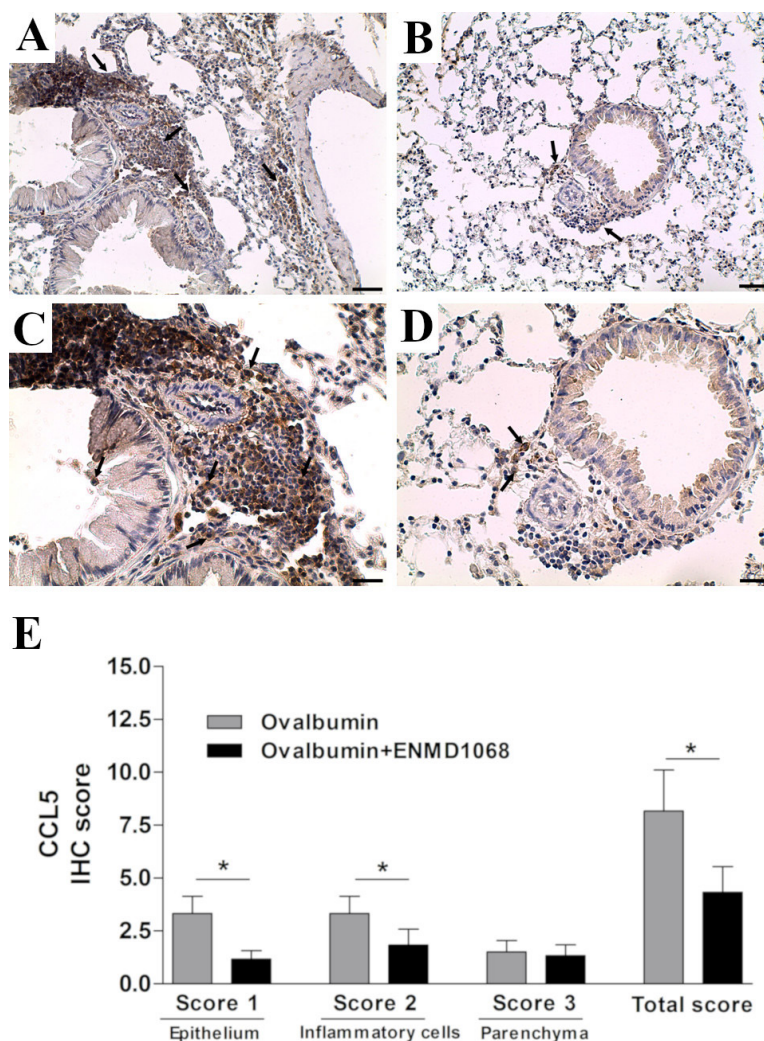 A
B
C
D
E
15.0
12.5
10.0
7.5
5.0
2.5
0.0
CCL5
IHC score
Ovalbumin
Ovalbumin+ENMD1068
*
*
*
Score 1
Score 2
Score 3
Total score
Epithelium
Inflammatory cells
Parenchyma